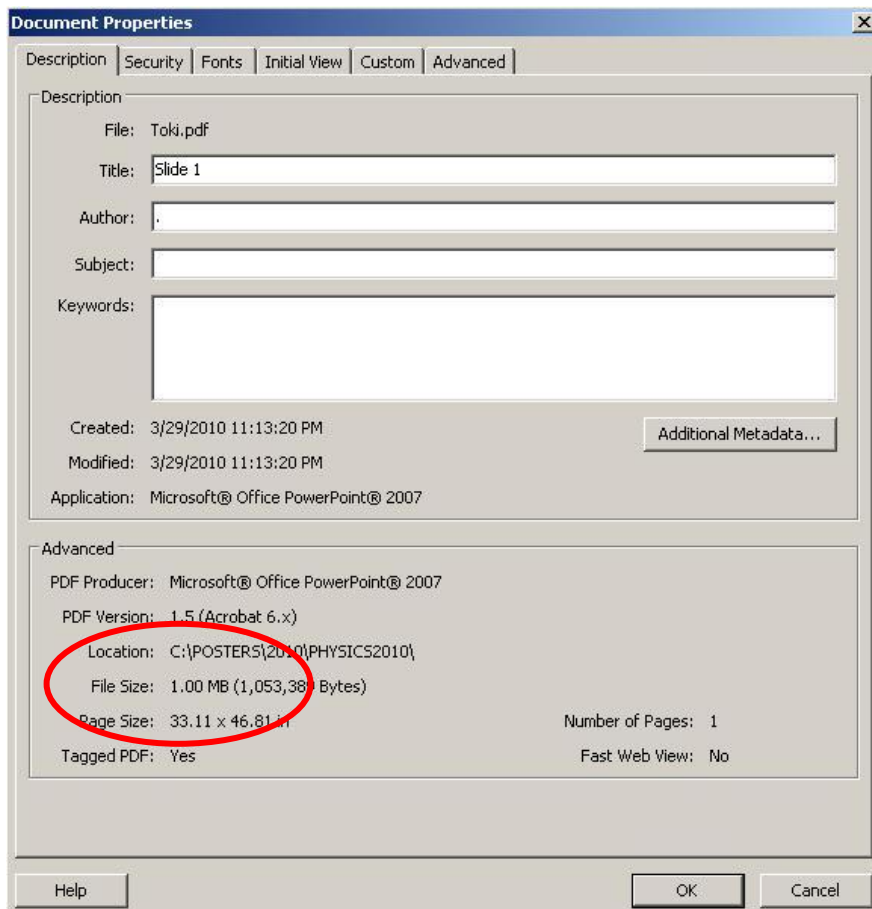 Document Properties
Description Security Fonts Initial View Custom Advanced
Description
File: Toki.pdf
Title: Slide 1
Author: .
Subject:
Keywords:
Created: 3/29/2010 11:13:20 PM
Additional Metadata...
Modified: 3/29/2010 11:13:20 PM
Application: Microsoft® Office PowerPoint® 2007
Advanced
PDF Producer: Microsoft® Office PowerPoint® 2007
PDF Version: 1.5 (Acrobat 6.x)
Location: C:\POSTERS\2010\PHYSICS2010\
File Size: 1.00 MB (1,053,389 Bytes)
Page Size: 33.11 x 46.81 in
Number of Pages: 1
Tagged PDF: Yes
Fast Web View: No
Help OK Cancel